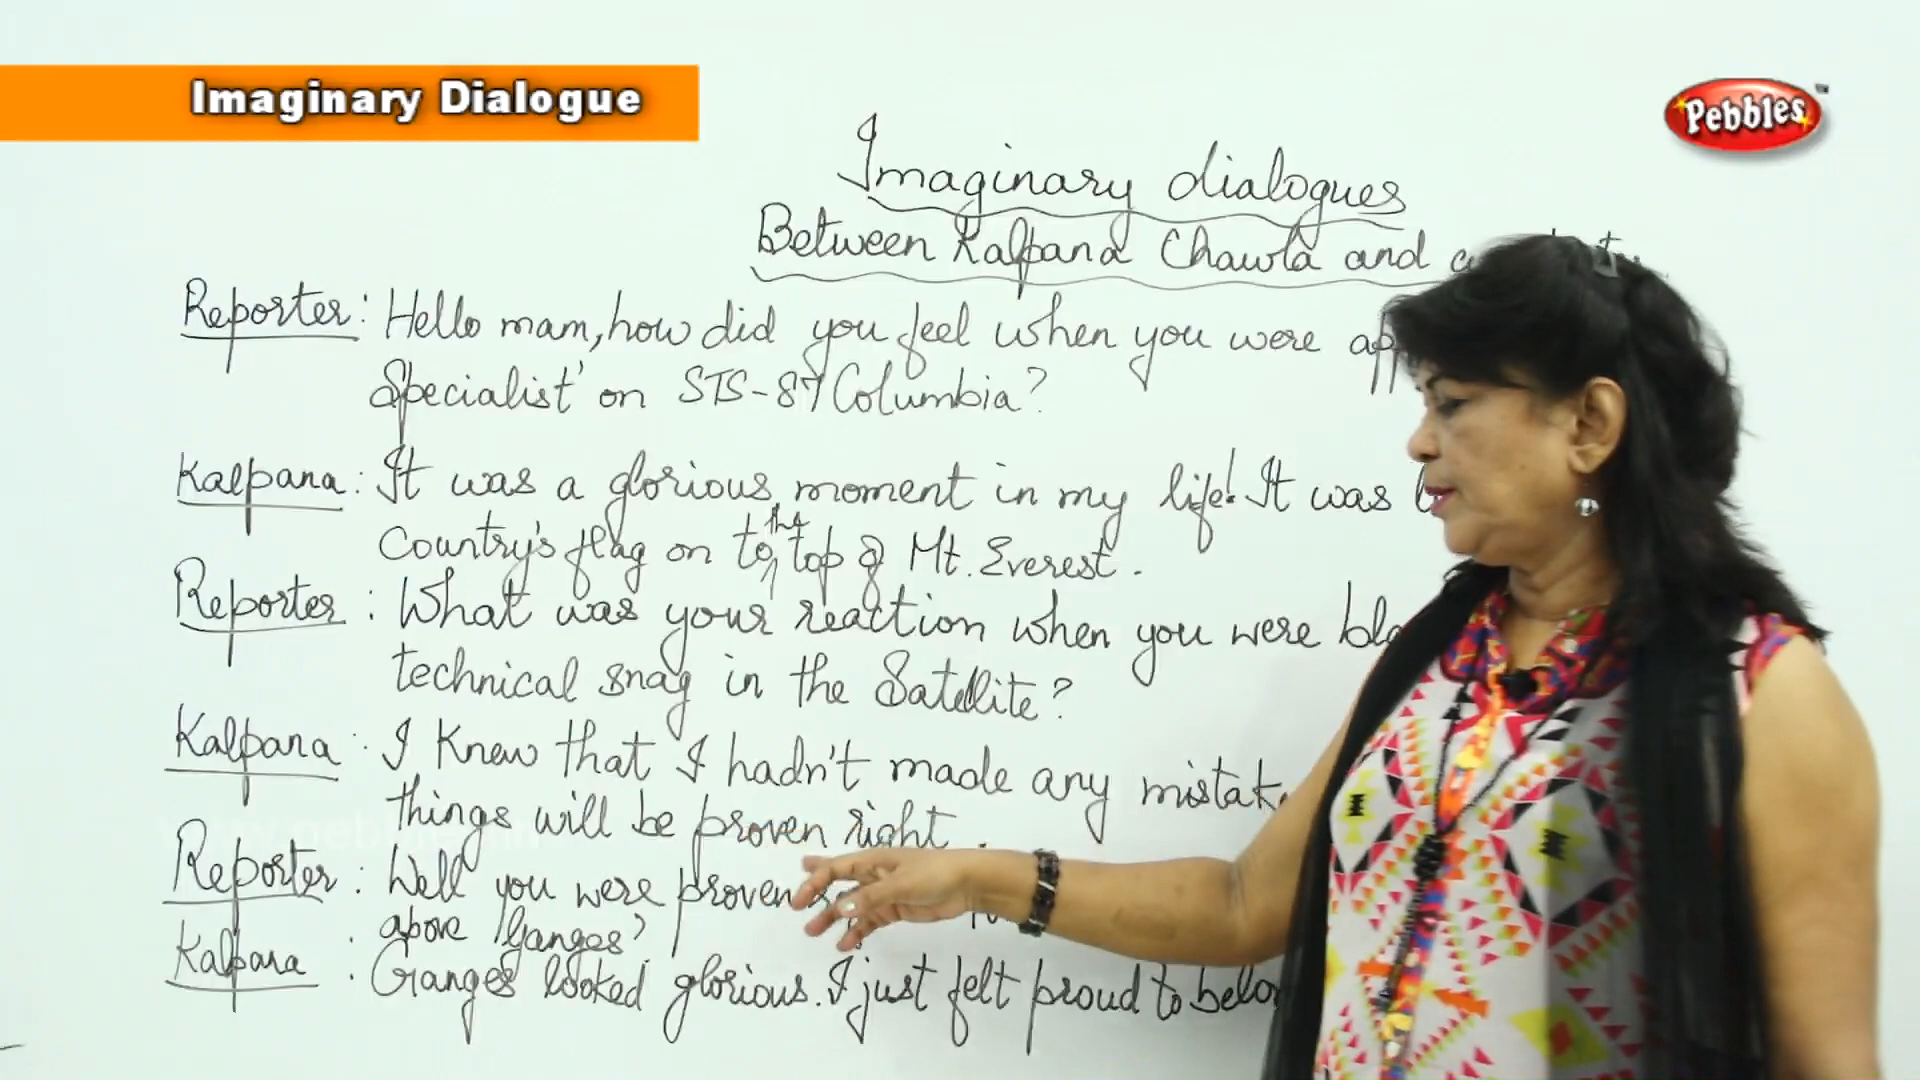 Imaginary Dialogue
Pebbles
Imaginary dialogues
Between Kalpana Chawla and
Reporter: Hello mam, how did you feel when you were
Specialist' on STS-87 Columbia?
Kalpana: It was a glorious moment in my life! It was
Country's flag on to the top of Mt. Everest.
Reporter: What was your reaction when you were
technical snag in the Satellite?
Kalpana: I knew that I hadn't made any
things will be proven right.
Reporter: Well you were proven
above 'Ganges'?
Kalpana: Ganges looked glorious. I just felt proud to